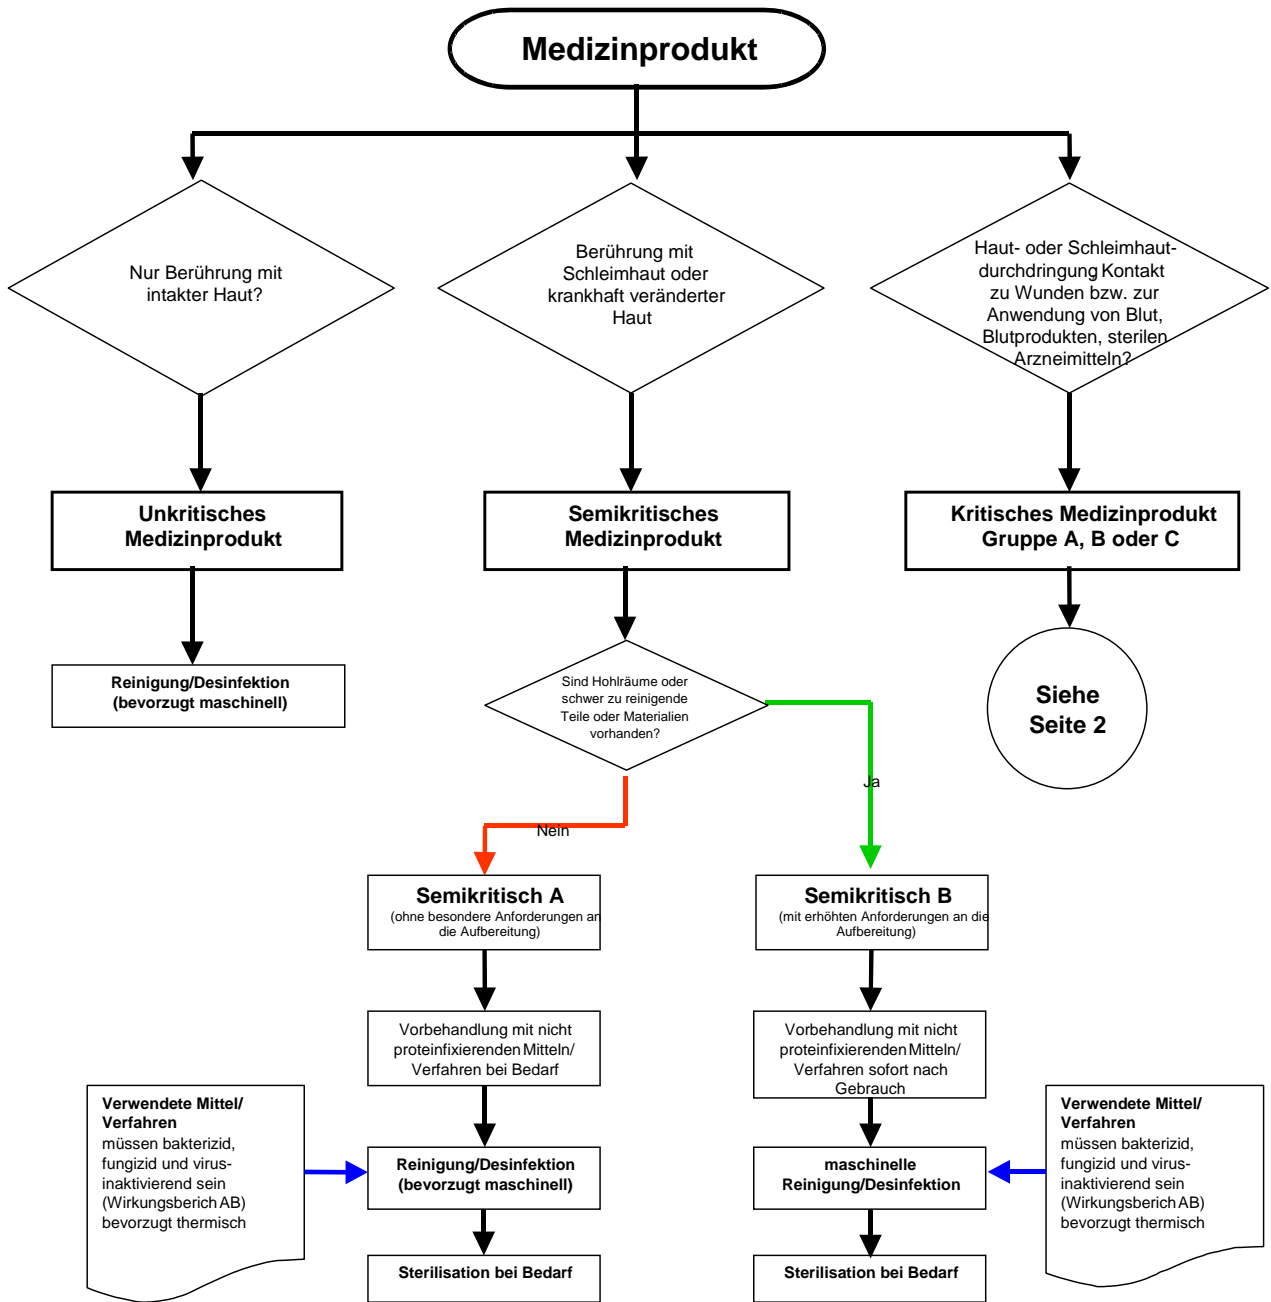 Medizinprodukt
Nur Berührung mit
intakter Haut?
Berührung mit
Schleimhaut oder
krankhaft veränderter
Haut
Haut- oder Schleimhaut-
durchdringung Kontakt
zu Wunden bzw. zur
Anwendung von Blut,
Blutprodukten, sterilen
Arzneimitteln?
Unkritisches
Medizinprodukt
Semikritisches
Medizinprodukt
Kritisches Medizinprodukt
Gruppe A, B oder C
Reinigung/Desinfektion
(bevorzugt maschinell)
Sind Hohlräume oder
schwer zu reinigende
Teile oder Materialien
vorhanden?
Siehe
Seite 2
Ja
Nein
Semikritisch A
(ohne besondere Anforderungen an
die Aufbereitung)
Semikritisch B
(mit erhöhten Anforderungen an die
Aufbereitung)
Vorbehandlung mit nicht
proteinfixierenden Mitteln/
Verfahren bei Bedarf
Vorbehandlung mit nicht
proteinfixierenden Mitteln/
Verfahren sofort nach
Gebrauch
Verwendete Mittel/
Verfahren
müssen bakterizid,
fungizid und virus-
inaktivierend sein
(Wirkungsberich AB)
bevorzugt thermisch
Reinigung/Desinfektion
(bevorzugt maschinell)
maschinelle
Reinigung/Desinfektion
Verwendete Mittel/
Verfahren
müssen bakterizid,
fungizid und virus-
inaktivierend sein
(Wirkungsberich AB)
bevorzugt thermisch
Sterilisation bei Bedarf
Sterilisation bei Bedarf